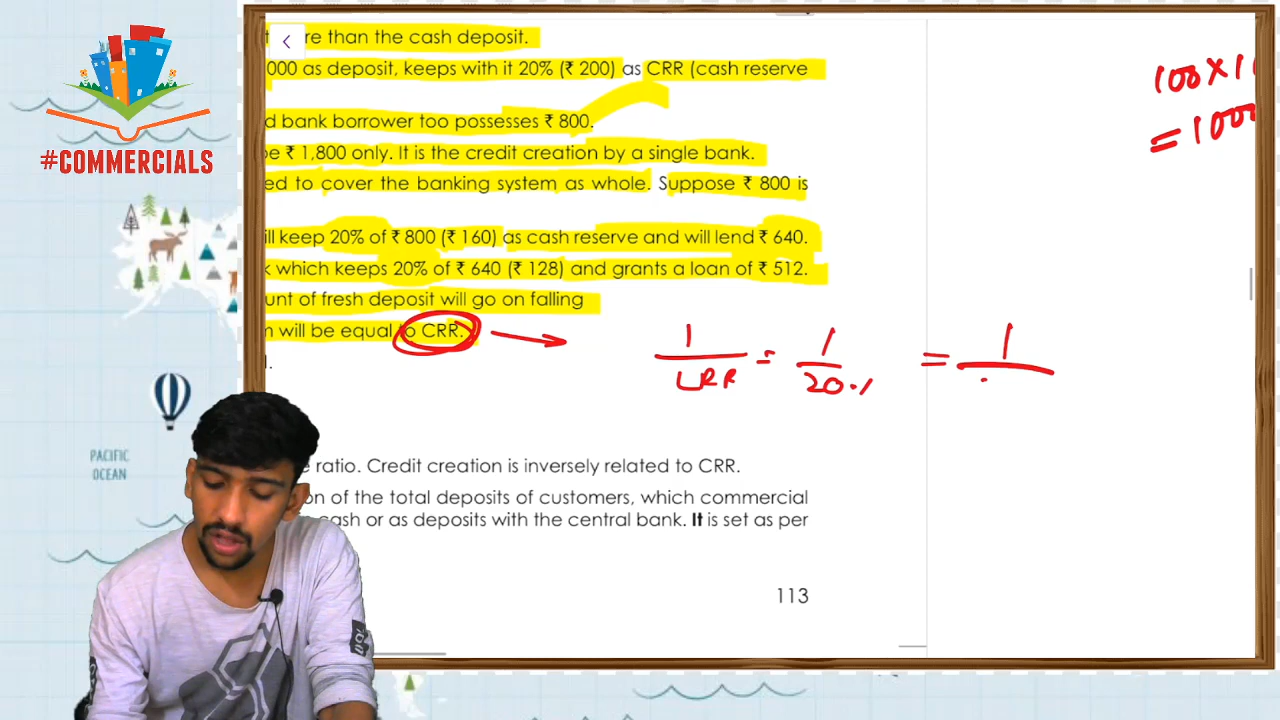 #COMMERCIALS
PACIFIC
OCEAN
re than the cash deposit.
000 as deposit, keeps with it 20% (₹ 200) as CRR (cash reserve
d bank borrower too possesses ₹ 800.
e ₹ 1,800 only. It is the credit creation by a single bank.
ed to cover the banking system as whole. Suppose ₹ 800 is
ill keep 20% of ₹ 800 (₹ 160) as cash reserve and will lend ₹ 640.
k which keeps 20% of ₹ 640 (₹ 128) and grants a loan of ₹ 512.
unt of fresh deposit will go on falling
m will be equal to CRR.
d.
e ratio. Credit creation is inversely related to CRR.
on of the total deposits of customers, which commercial
cash or as deposits with the central bank. It is set as per
113
100 × 1
= 1000
1 / LRR = 1 / 20% = 1 / .